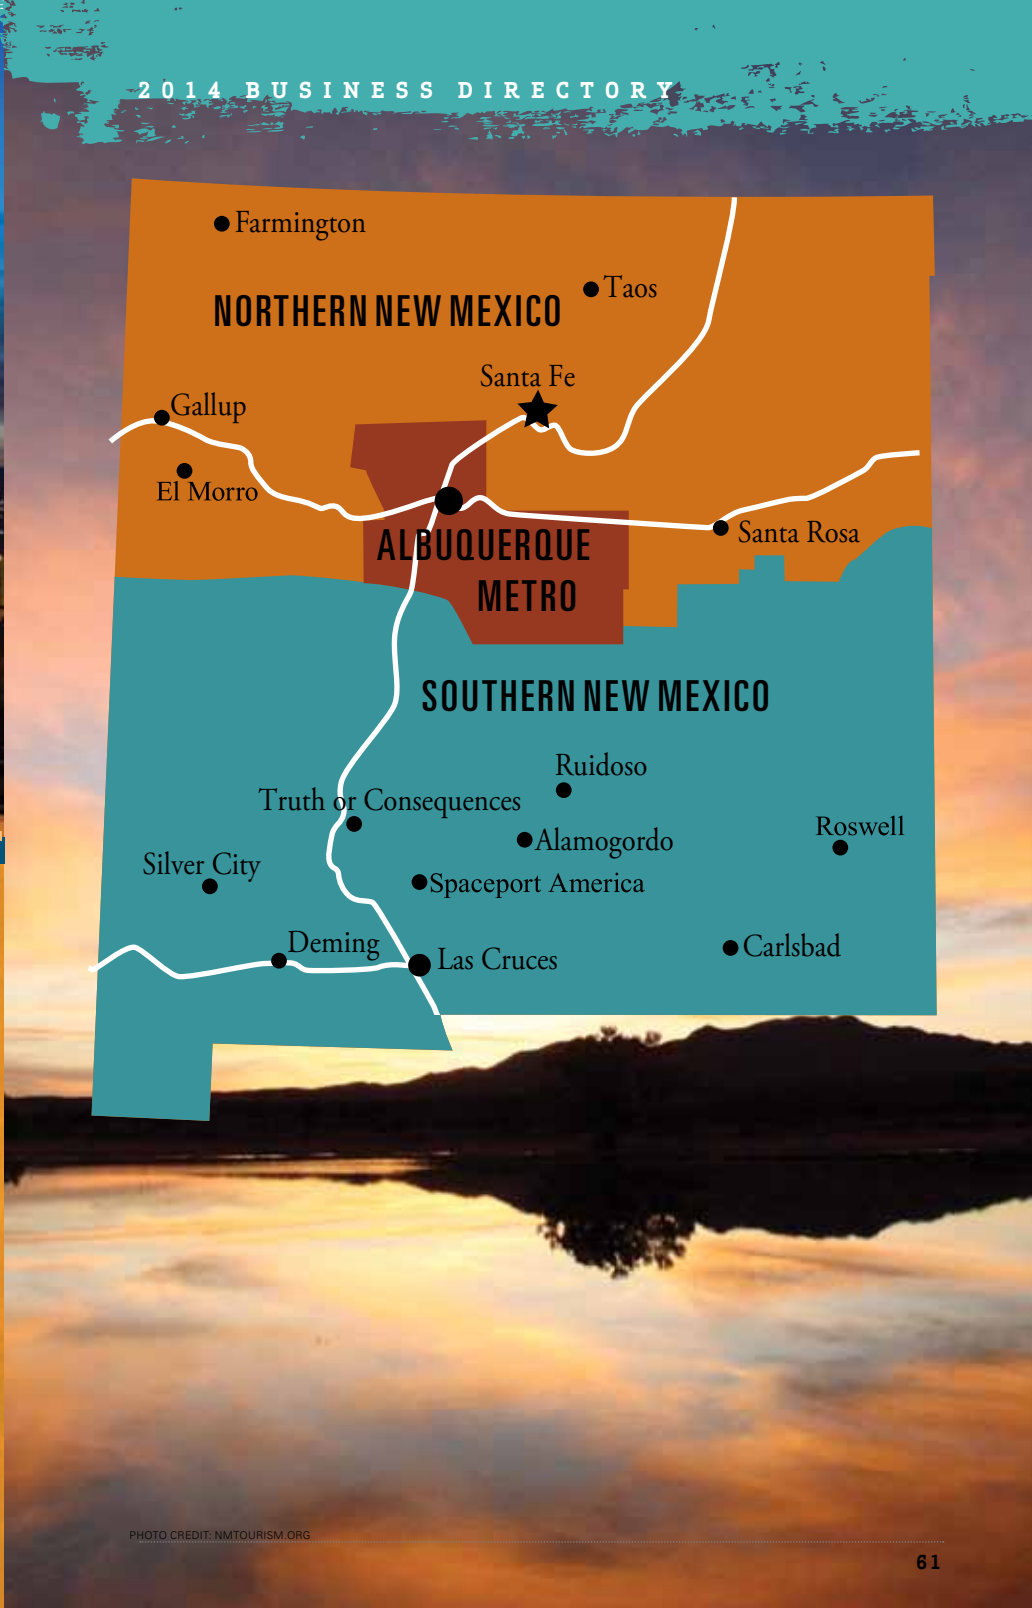 2014 BUSINESS DIRECTORY
Farmington
Taos
NORTHERN NEW MEXICO
Santa Fe
Gallup
El Morro
Santa Rosa
ALBUQUERQUE
METRO
SOUTHERN NEW MEXICO
Ruidoso
Truth or Consequences
Roswell
Alamogordo
Silver City
Spaceport America
Deming
Las Cruces
Carlsbad
PHOTO CREDIT: NMTOURISM.ORG
61